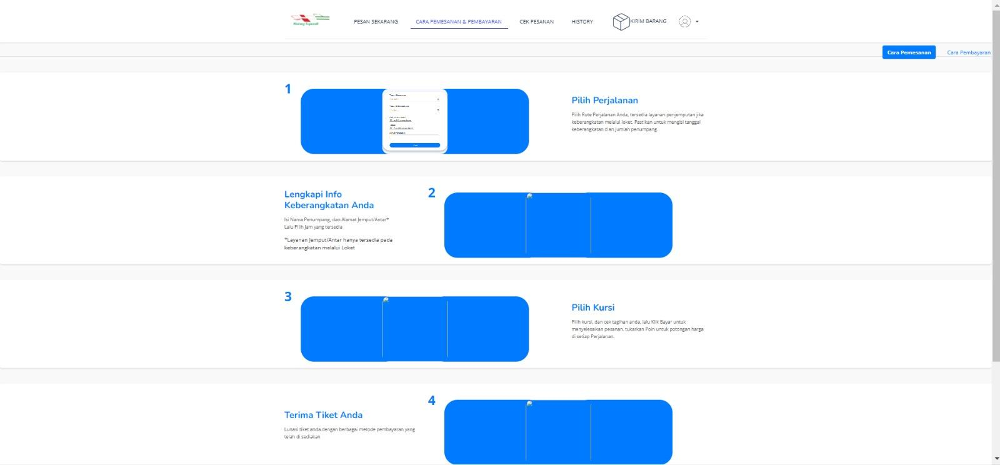 PESAN SEKARANG
CARA PEMESANAN & PEMBAYARAN
CEK PESANAN
HISTORY
KIRIM BARANG
Cara Pemesanan
Cara Pembayaran
1
Pilih Perjalanan
Pilih Rute Perjalanan Anda, tersedia layanan penjemputan jika
keberangkatan melalui loket. Pastikan untuk mengisi tanggal
keberangkatan d an jumlah penumpang.
Lengkapi Info
Keberangkatan Anda
Isi Nama Penumpang, dan Alamat Jemput/Antar*
Lalu Pilih Jam yang tersedia
*Layanan Jemput/Antar hanya tersedia pada
keberangkatan melalui Loket
2
3
Pilih Kursi
Pilih kursi, dan cek tagihan anda, lalu Klik Bayar untuk
menyelesaikan pesanan. tukarkan Poin untuk potongan harga
di setiap Perjalanan.
Terima Tiket Anda
Lunasi tiket anda dengan berbagai metode pembayaran yang
telah di sediakan
4